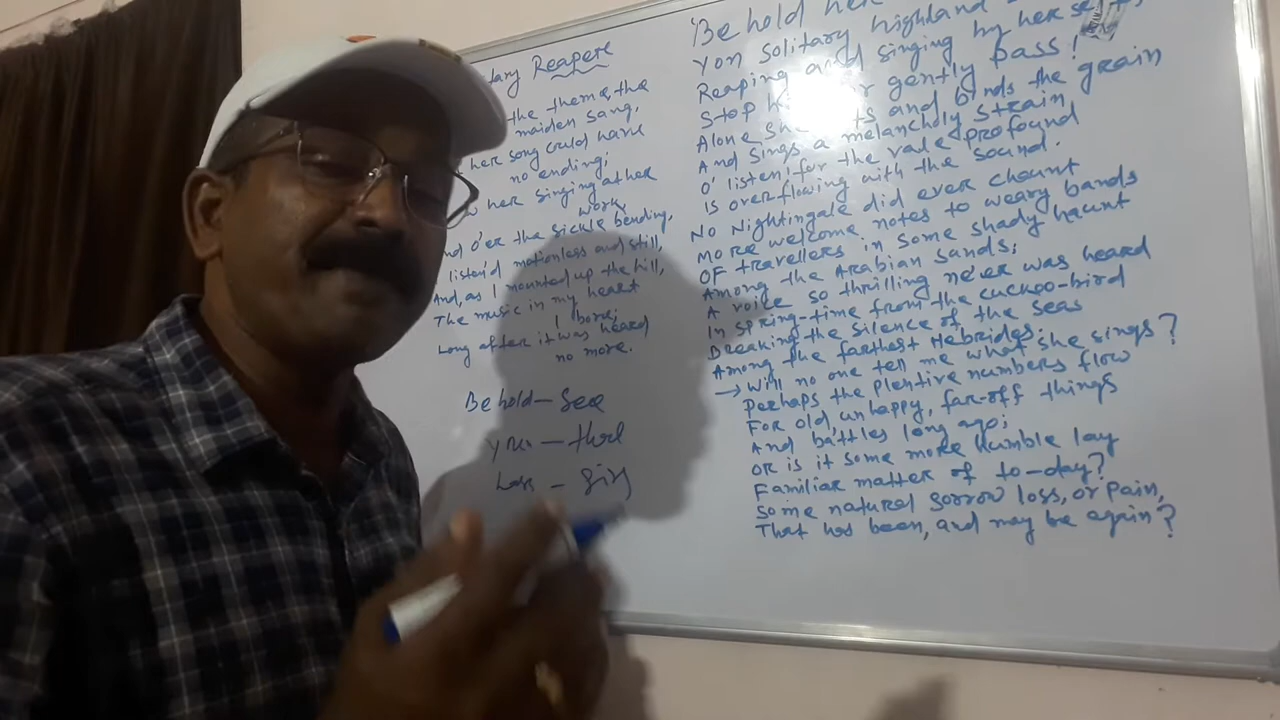 tary Reapers
the theme, the
maiden sang,
her song could have
no ending;
her singing at her
work,
nd o'er the sickle bending,
listen'd motionless and still,
And, as I mounted up the hill,
The music in my heart
I bore;
Long after it was heard
no more.
Behold - See
yon - that
Lass - girl
Behold her
yon solitary highland
Reaping and singing by herself,
Stop or gently pass!
Alone she ts and binds the grain
And Sings a melancholy strain
O' listen! for the vale profound
is overflowing with the sound.
No Nightingale did ever chaunt
More welcome notes to weary bands
OF travellers in some shady haunt
Among the Arabian sands;
A voice so thrilling ne'er was heard
In spring-time from the cuckoo-bird
Breaking the silence of the seas
Among the farthest Hebrides;
→ Will no one tell me what she sings?
perhaps the plentive numbers flow
For old, unhappy, far-off things
And battles long ago;
Or is it some more humble lay
Familiar matter of to-day?
Some natural sorrow loss, or pain,
That has been, and may be again?